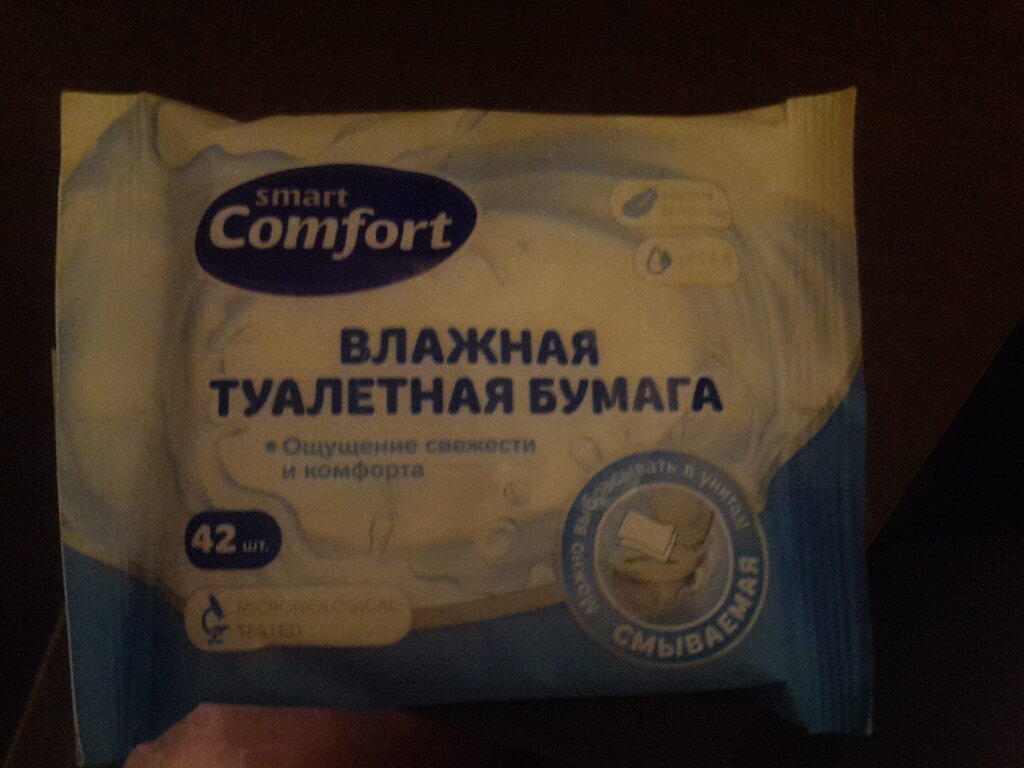 smart
Comfort
ВЛАЖНАЯ
ТУАЛЕТНАЯ БУМАГА
• Ощущение свежести
и комфорта
42 шт.
MICROBIOLOGICAL
TESTED
Можно выбрасывать в унитаз!
СМЫВАЕМАЯ